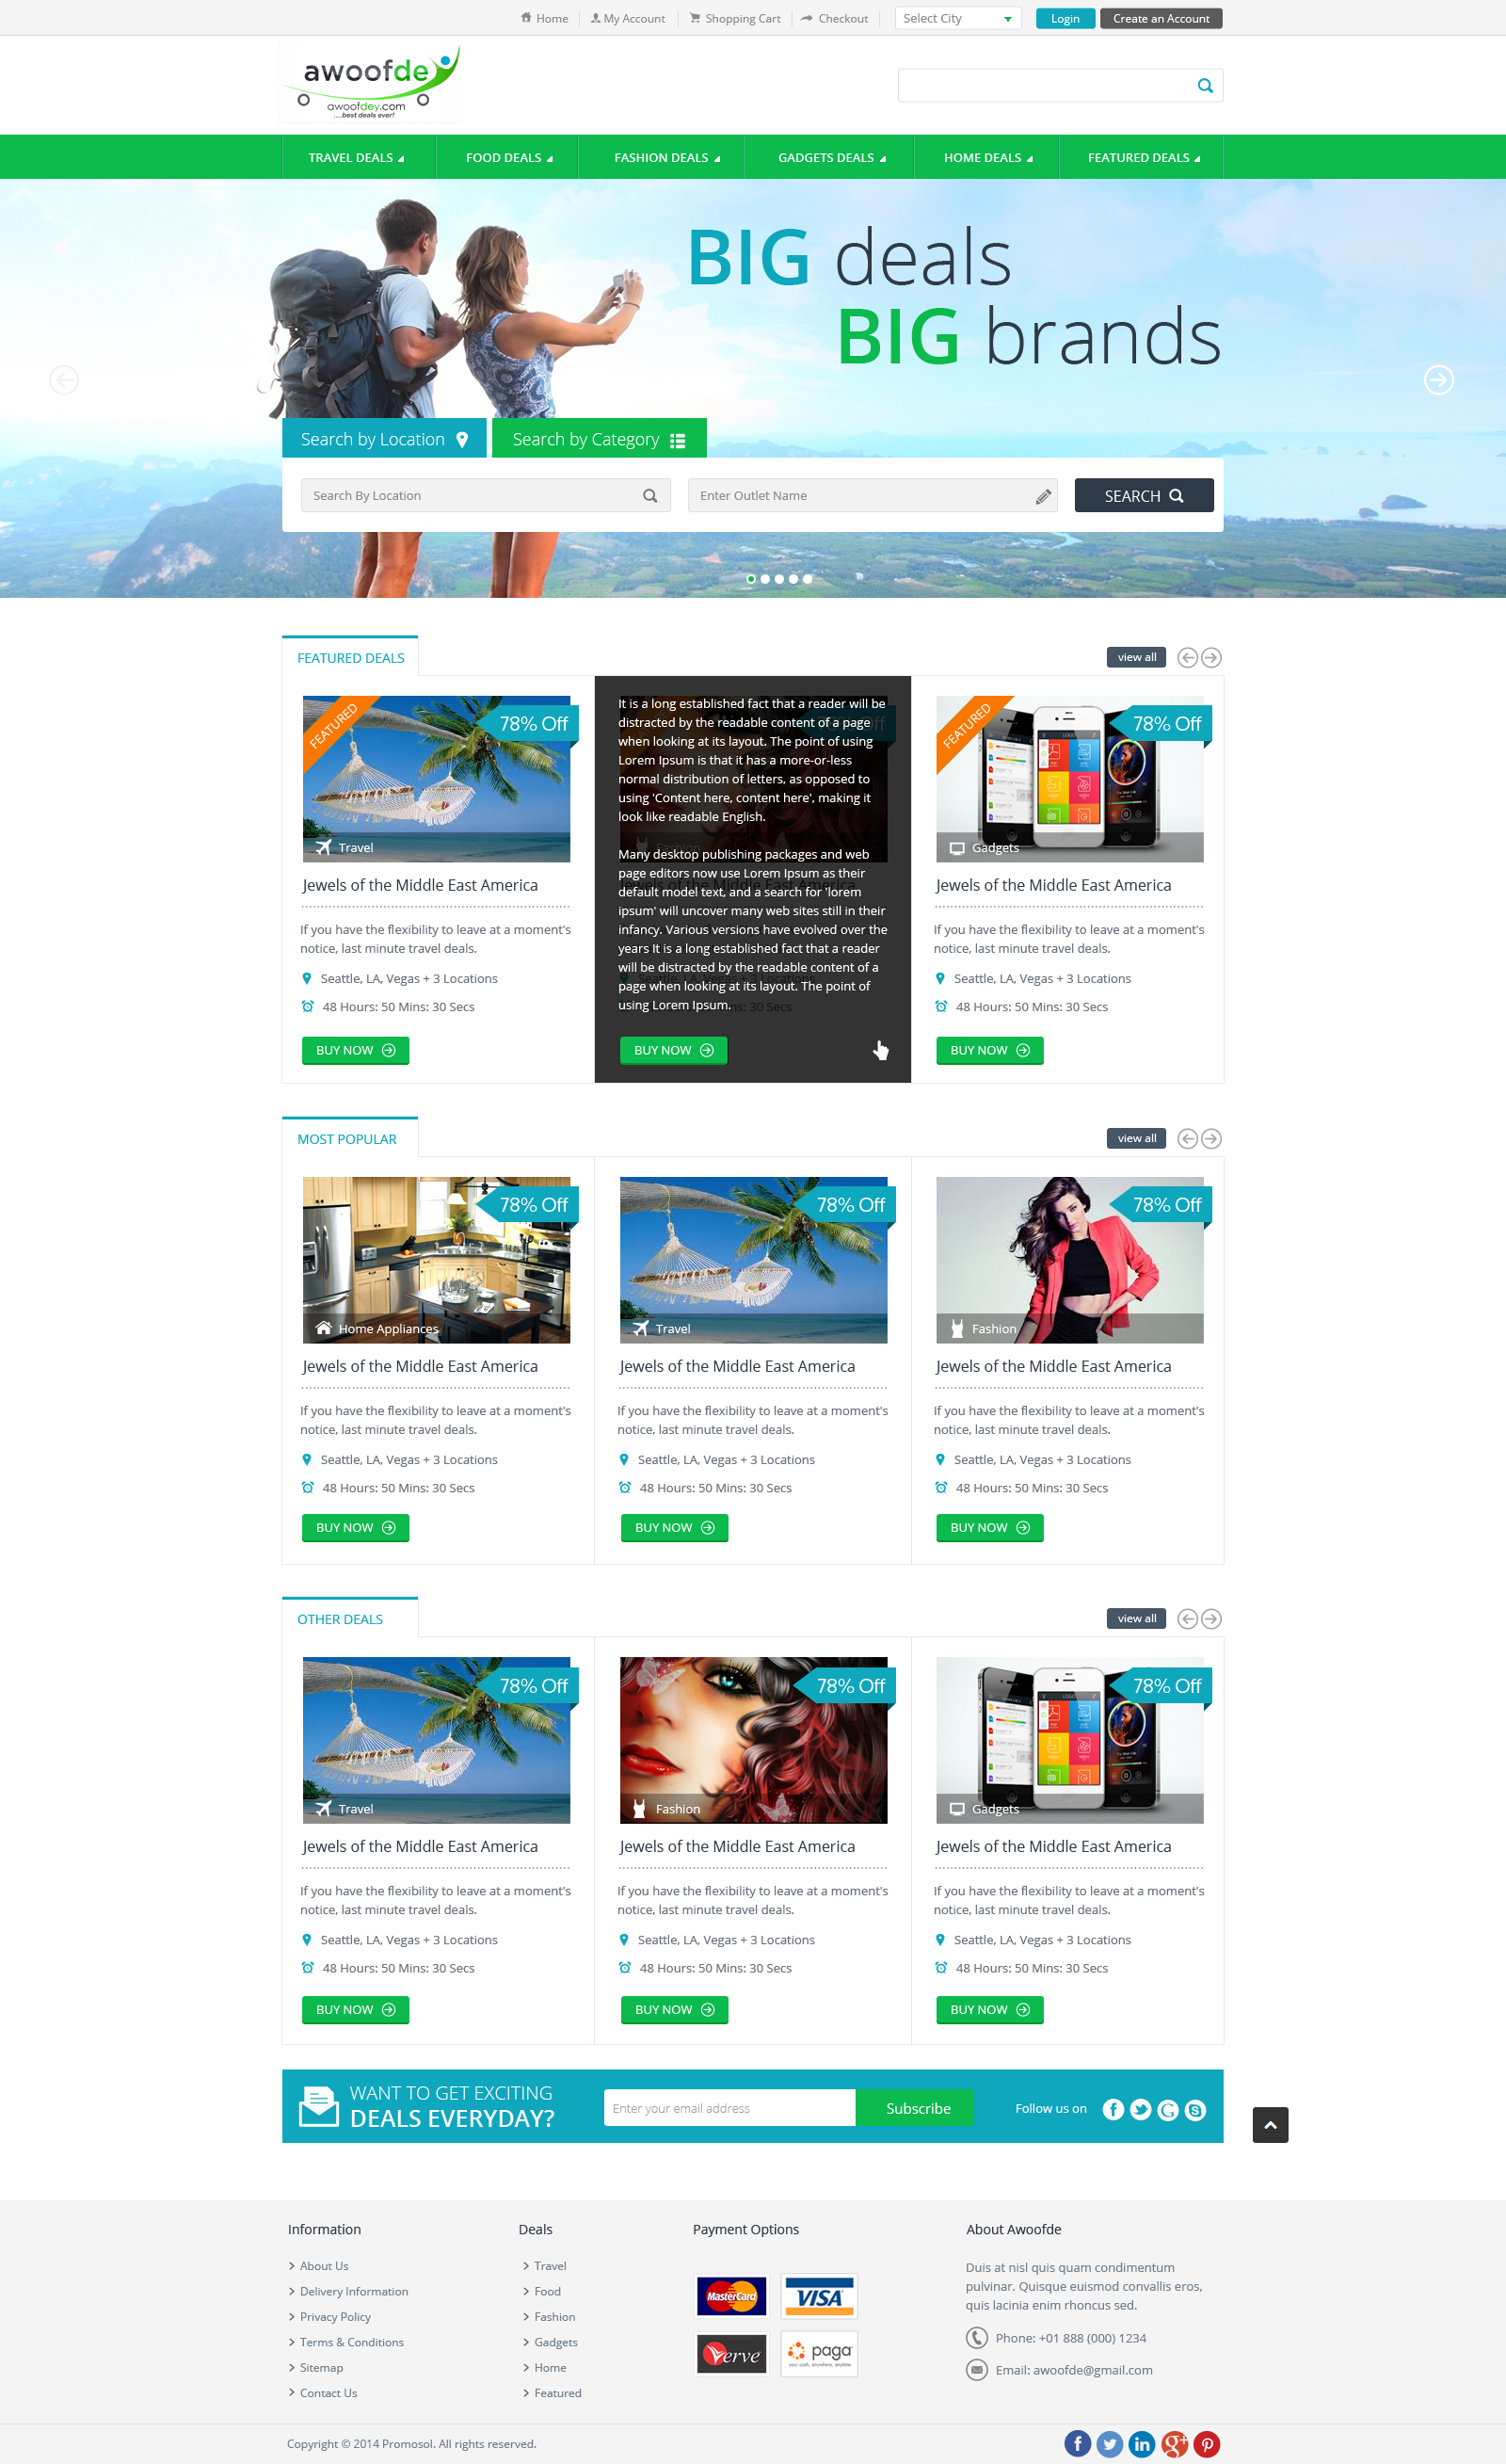 Home
My Account
Shopping Cart
Checkout
Select City
Login
Create an Account
awoofde
awoofdey.com
....best deals ever!
TRAVEL DEALS
FOOD DEALS
FASHION DEALS
GADGETS DEALS
HOME DEALS
FEATURED DEALS
BIG deals
BIG brands
Search by Location
Search by Category
Search By Location
Enter Outlet Name
SEARCH
FEATURED DEALS
view all
FEATURED
78% Off
Travel
Jewels of the Middle East America
If you have the flexibility to leave at a moment's
notice, last minute travel deals.
Seattle, LA, Vegas + 3 Locations
48 Hours: 50 Mins: 30 Secs
BUY NOW
It is a long established fact that a reader will be
distracted by the readable content of a page
when looking at its layout. The point of using
Lorem Ipsum is that it has a more-or-less
normal distribution of letters, as opposed to
using 'Content here, content here', making it
look like readable English.
Many desktop publishing packages and web
page editors now use Lorem Ipsum as their
default model text, and a search for 'lorem
ipsum' will uncover many web sites still in their
infancy. Various versions have evolved over the
years It is a long established fact that a reader
will be distracted by the readable content of a
page when looking at its layout. The point of
using Lorem Ipsum.
BUY NOW
FEATURED
78% Off
Gadgets
Jewels of the Middle East America
If you have the flexibility to leave at a moment's
notice, last minute travel deals.
Seattle, LA, Vegas + 3 Locations
48 Hours: 50 Mins: 30 Secs
BUY NOW
MOST POPULAR
view all
78% Off
Home Appliances
Jewels of the Middle East America
If you have the flexibility to leave at a moment's
notice, last minute travel deals.
Seattle, LA, Vegas + 3 Locations
48 Hours: 50 Mins: 30 Secs
BUY NOW
78% Off
Travel
Jewels of the Middle East America
If you have the flexibility to leave at a moment's
notice, last minute travel deals.
Seattle, LA, Vegas + 3 Locations
48 Hours: 50 Mins: 30 Secs
BUY NOW
78% Off
Fashion
Jewels of the Middle East America
If you have the flexibility to leave at a moment's
notice, last minute travel deals.
Seattle, LA, Vegas + 3 Locations
48 Hours: 50 Mins: 30 Secs
BUY NOW
OTHER DEALS
view all
78% Off
Travel
Jewels of the Middle East America
If you have the flexibility to leave at a moment's
notice, last minute travel deals.
Seattle, LA, Vegas + 3 Locations
48 Hours: 50 Mins: 30 Secs
BUY NOW
78% Off
Fashion
Jewels of the Middle East America
If you have the flexibility to leave at a moment's
notice, last minute travel deals.
Seattle, LA, Vegas + 3 Locations
48 Hours: 50 Mins: 30 Secs
BUY NOW
78% Off
Gadgets
Jewels of the Middle East America
If you have the flexibility to leave at a moment's
notice, last minute travel deals.
Seattle, LA, Vegas + 3 Locations
48 Hours: 50 Mins: 30 Secs
BUY NOW
WANT TO GET EXCITING
DEALS EVERYDAY?
Enter your email address
Subscribe
Follow us on
Information
About Us
Delivery Information
Privacy Policy
Terms & Conditions
Sitemap
Contact Us
Deals
Travel
Food
Fashion
Gadgets
Home
Featured
Payment Options
MasterCard
VISA
Verve
paga
your cash, anywhere, anytime
About Awoofde
Duis at nisl quis quam condimentum
pulvinar. Quisque euismod convallis eros,
quis lacinia enim rhoncus sed.
Phone: +01 888 (000) 1234
Email: awoofde@gmail.com
Copyright © 2014 Promosol. All rights reserved.